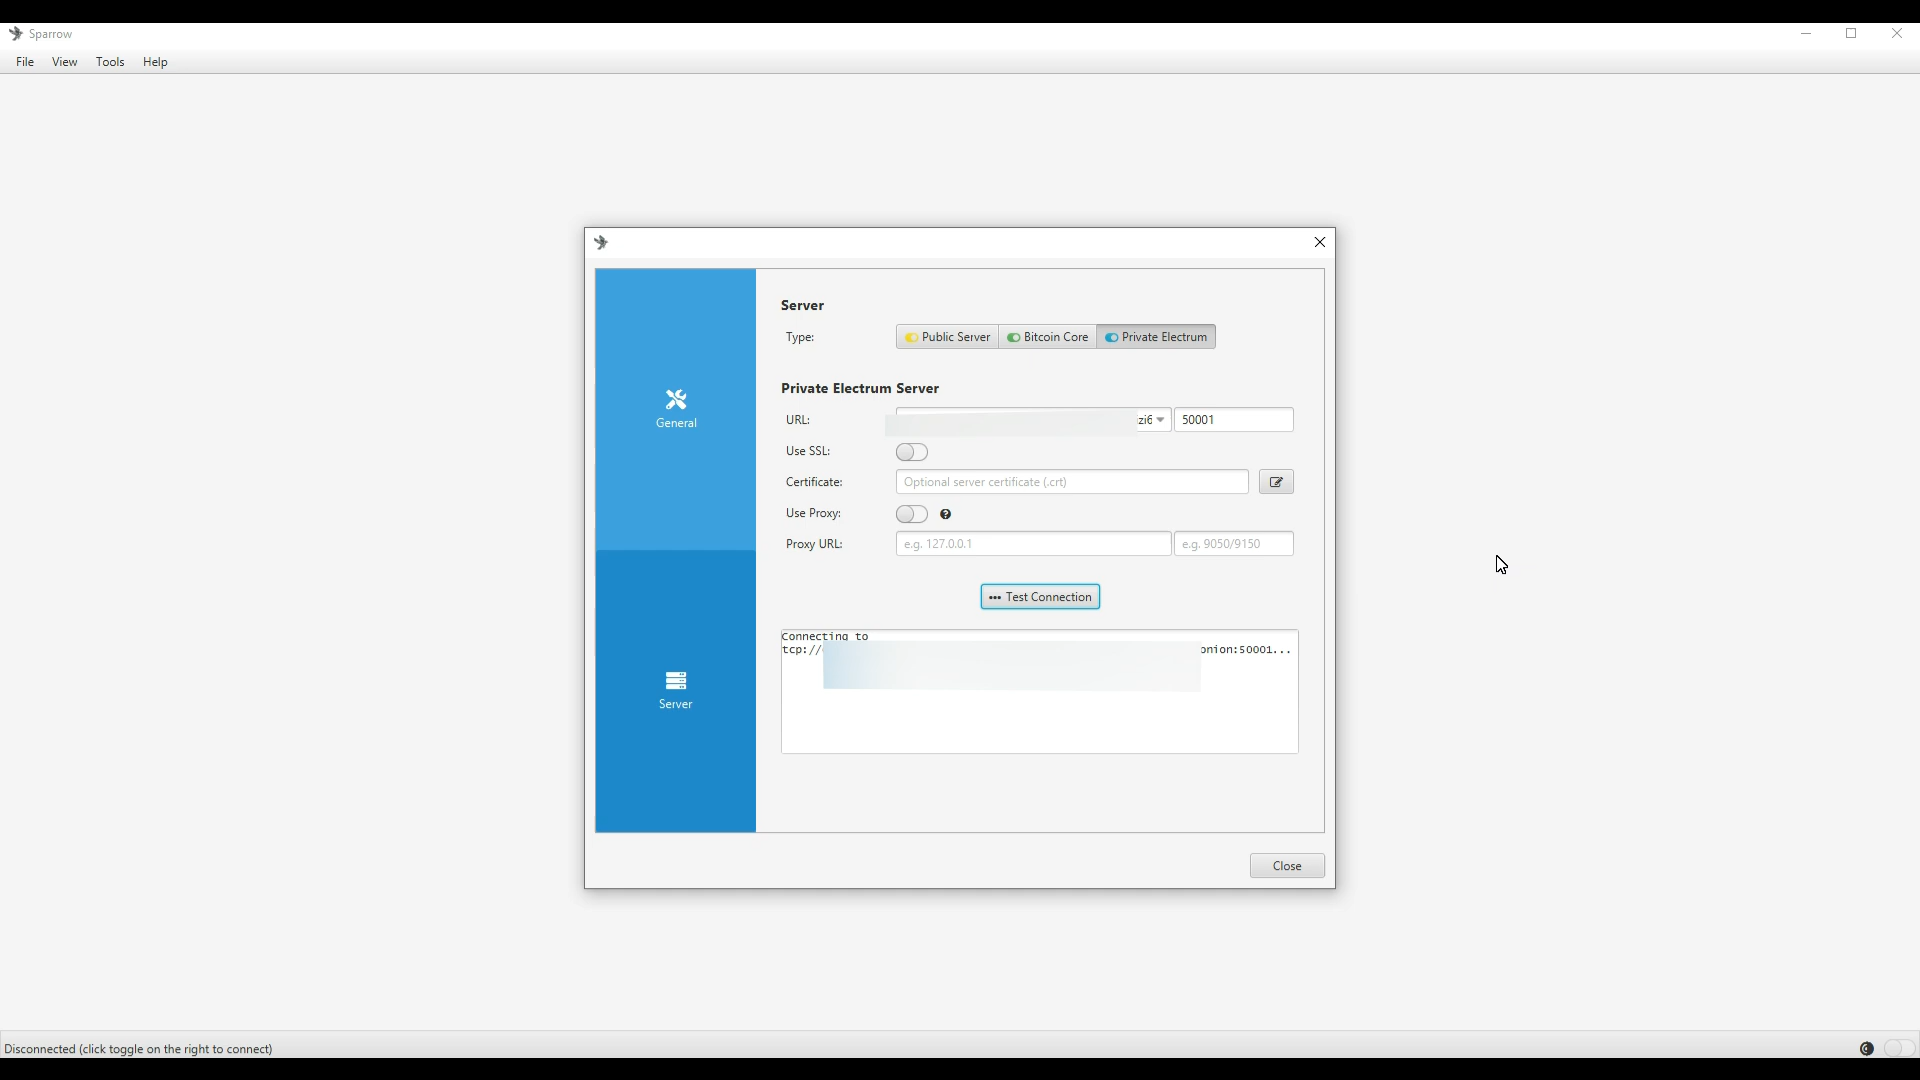 Sparrow
File View Tools Help
Server
Type: Public Server Bitcoin Core Private Electrum
Private Electrum Server
URL: zi6 50001
Use SSL:
Certificate: Optional server certificate (.crt)
Use Proxy:
Proxy URL: e.g. 127.0.0.1 e.g. 9050/9150
Test Connection
Connecting to
tcp:// onion:50001...
General
Server
Close
Disconnected (click toggle on the right to connect)